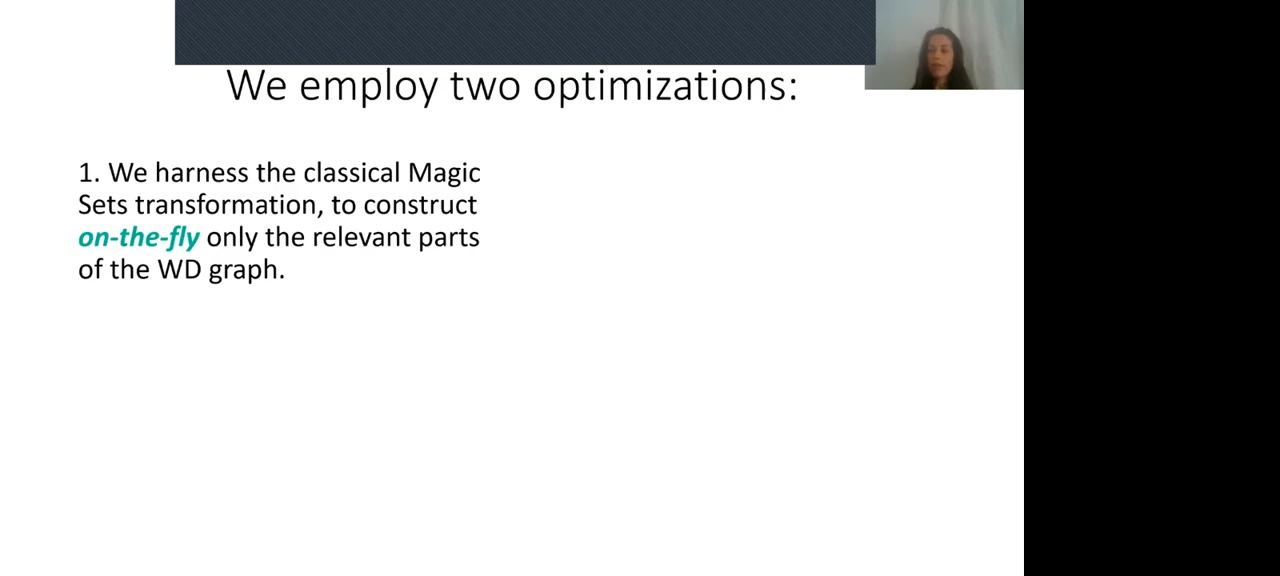 We employ two optimizations:
1. We harness the classical Magic
Sets transformation, to construct
on-the-fly only the relevant parts
of the WD graph.